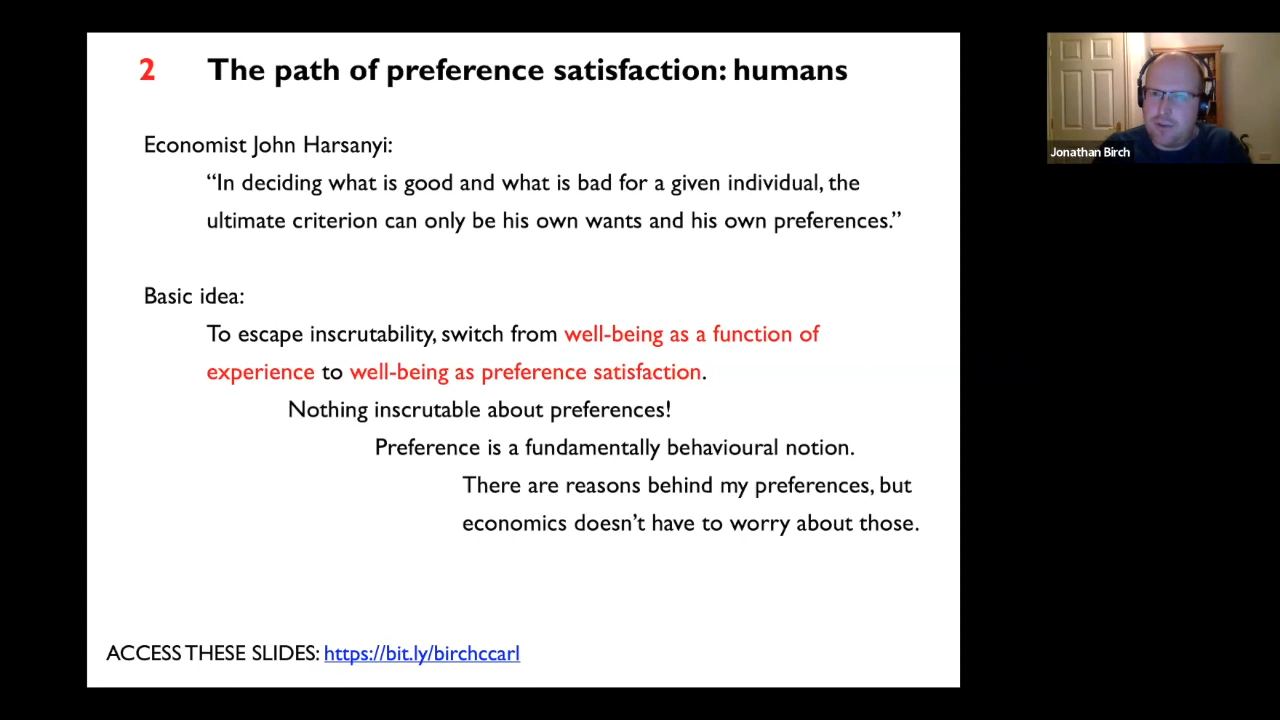 2 The path of preference satisfaction: humans
Economist John Harsanyi:
“In deciding what is good and what is bad for a given individual, the
ultimate criterion can only be his own wants and his own preferences.”
Basic idea:
To escape inscrutability, switch from well-being as a function of
experience to well-being as preference satisfaction.
Nothing inscrutable about preferences!
Preference is a fundamentally behavioural notion.
There are reasons behind my preferences, but
economics doesn’t have to worry about those.
ACCESS THESE SLIDES: https://bit.ly/birchccarl
Jonathan Birch